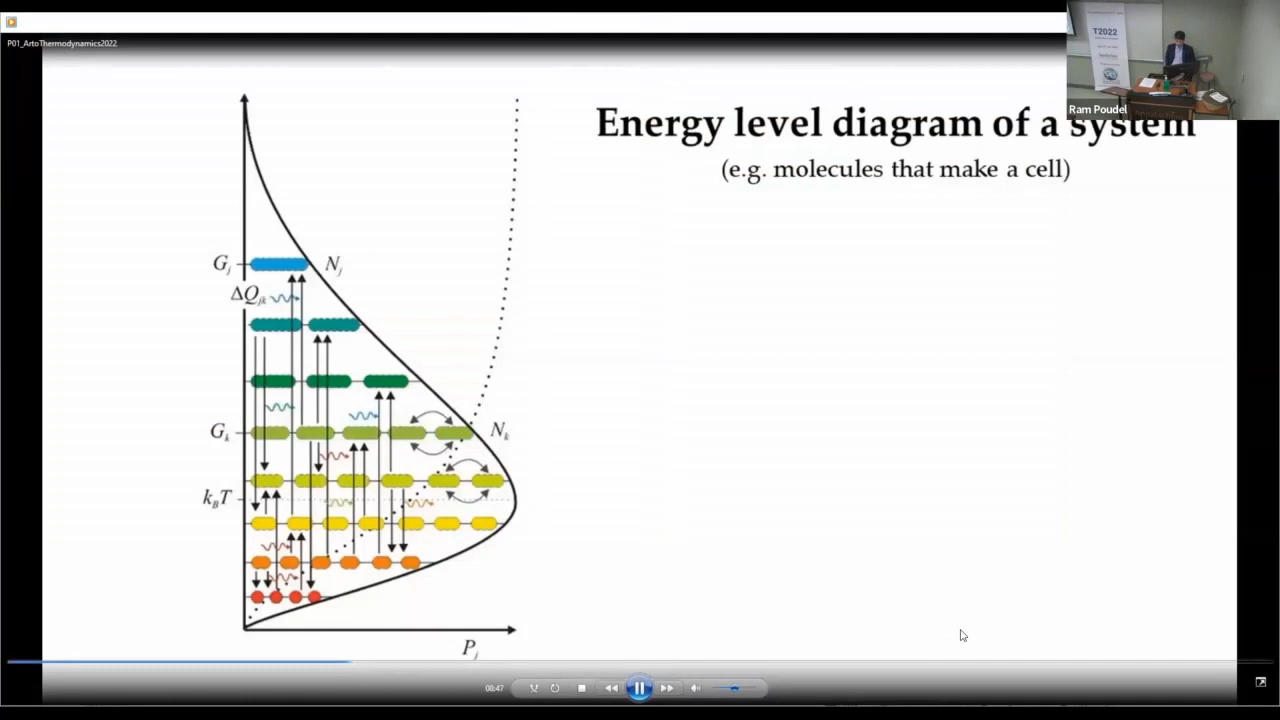 P01_ArtoThermodynamics2022
T2022
Ram Poudel
Energy level diagram of a system
(e.g. molecules that make a cell)
G_j
N_j
ΔQ_jk
G_k
N_k
k_BT
P_j
08:47